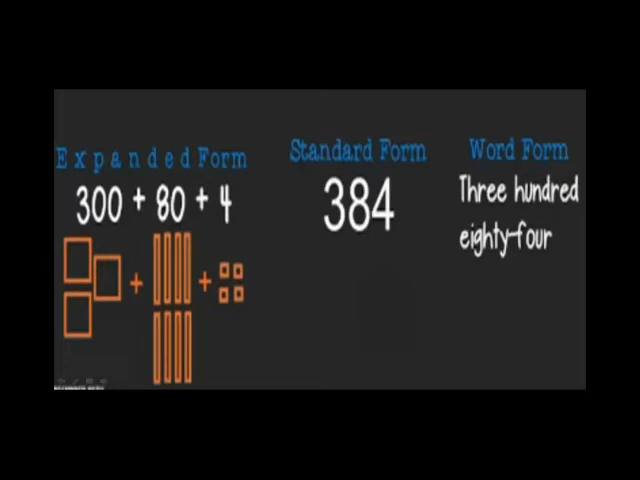 Expanded Form
300 + 80 + 4
+ +
Standard Form
384
Word Form
Three hundred
eighty-four